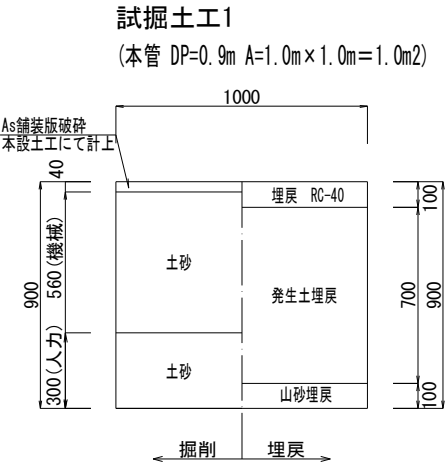 試掘土工1
(本管 DP=0.9m A=1.0m×1.0m=1.0m2)
1000
As舗装版破砕
本設土工にて計上
40
埋戻 RC-40
100
560(機械)
土砂
900
発生土埋戻
700
900
300(人力)
土砂
山砂埋戻
100
掘削
埋戻